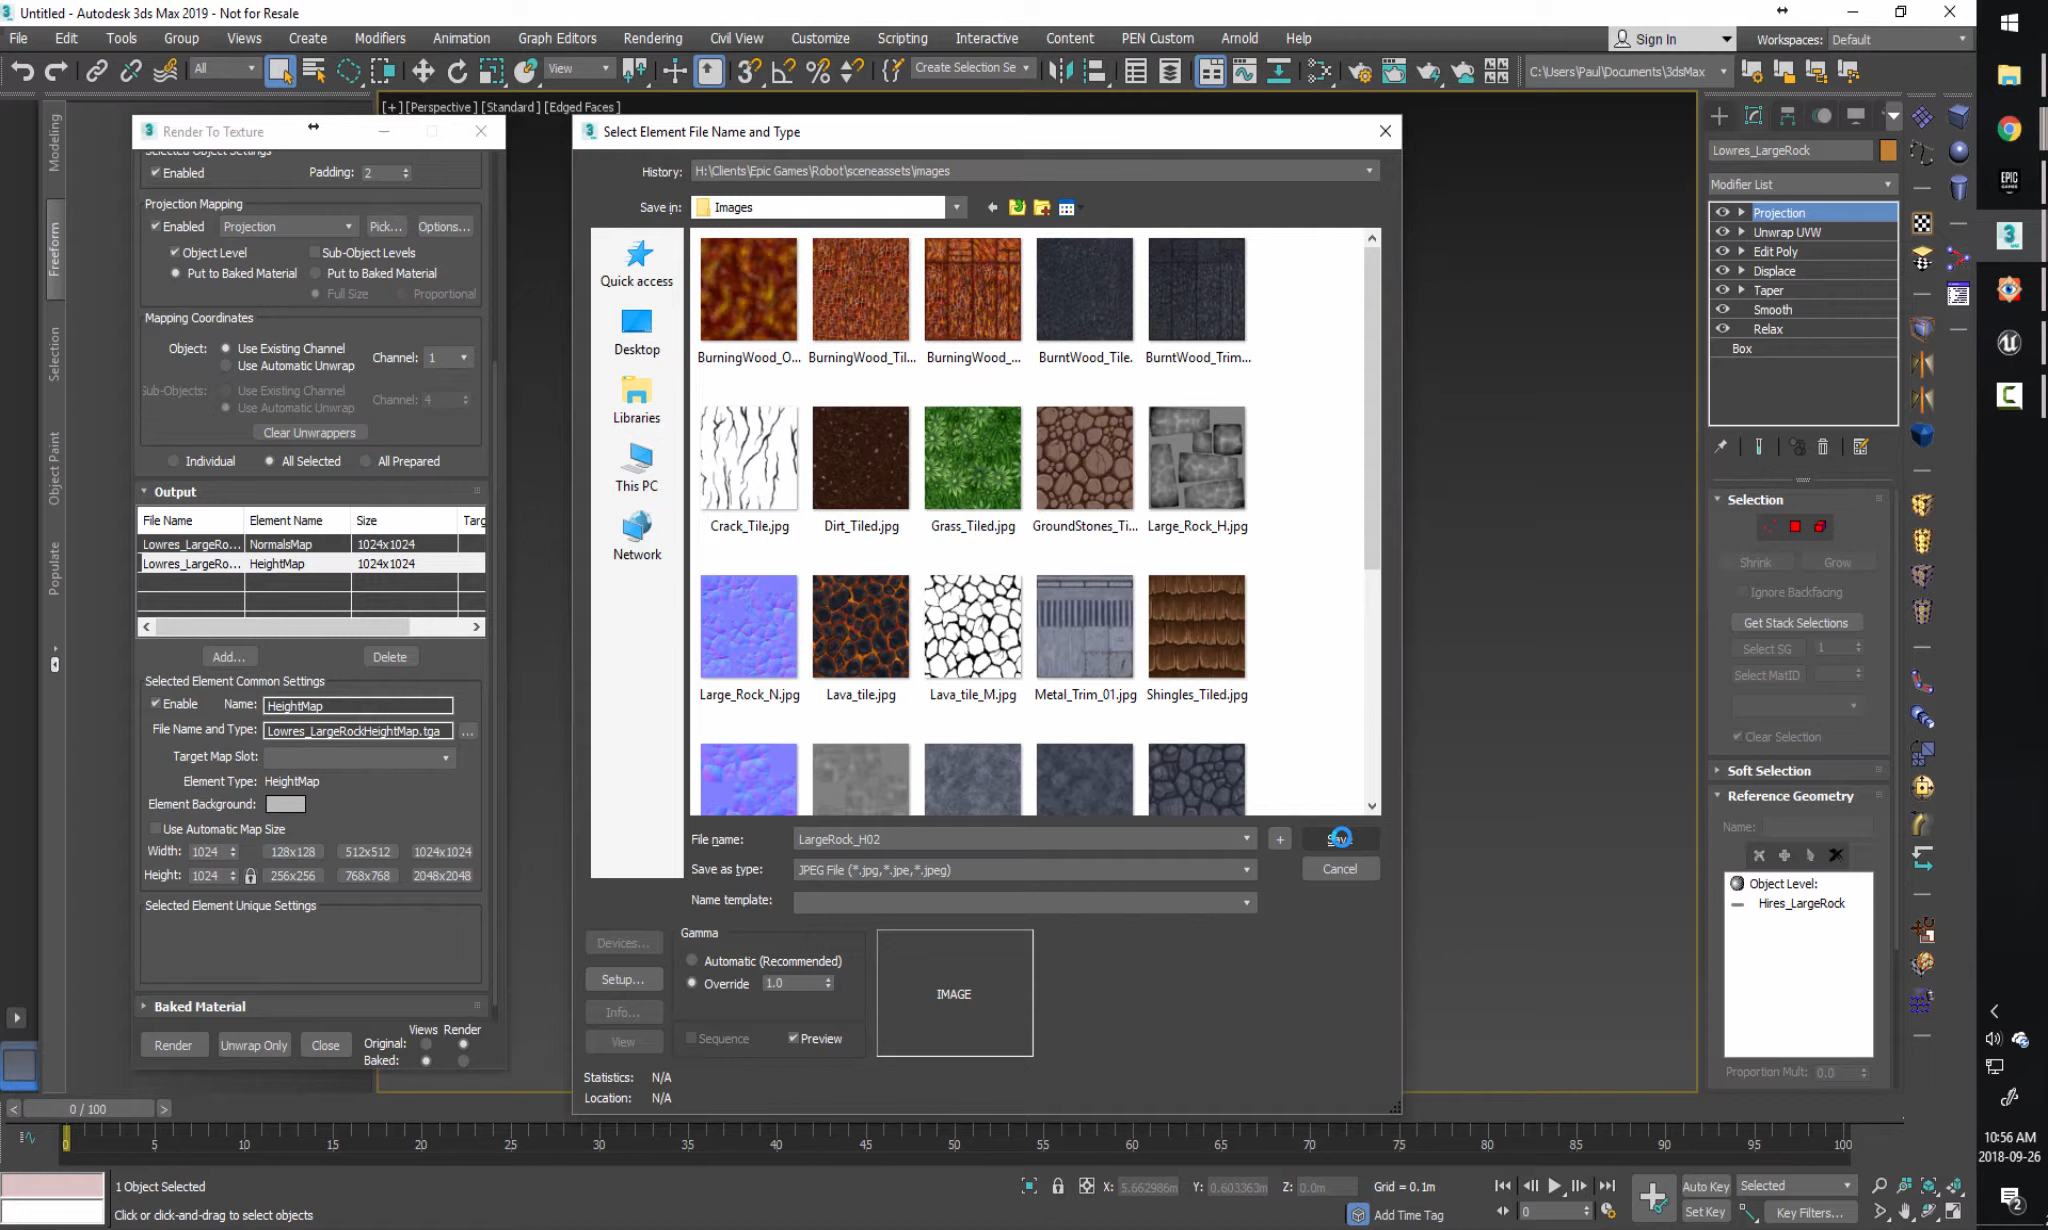 Untitled - Autodesk 3ds Max 2019 - Not for Resale
File Edit Tools Group Views Create Modifiers Animation Graph Editors Rendering Civil View Customize Scripting Interactive Content PEN Custom Arnold Help
Sign In
Workspaces: Default
All
View
Create Selection Se
C:\Users\Paul\Documents\3dsMax
[+] [Perspective] [Standard] [Edged Faces]
Modeling
Freeform
Selection
Object Paint
Populate
Render To Texture
Selected Object Settings
Enabled Padding: 2
Projection Mapping
Enabled Projection Pick... Options...
Object Level Sub-Object Levels
Put to Baked Material Put to Baked Material
Full Size Proportional
Mapping Coordinates
Object: Use Existing Channel Channel: 1
Use Automatic Unwrap
Sub-Objects: Use Existing Channel
Use Automatic Unwrap Channel: 4
Clear Unwrappers
Individual All Selected All Prepared
Output
File Name Element Name Size Targ
Lowres_LargeRo... NormalsMap 1024x1024
Lowres_LargeRo... HeightMap 1024x1024
Add... Delete
Selected Element Common Settings
Enable Name: HeightMap
File Name and Type: Lowres_LargeRockHeightMap.tga ...
Target Map Slot:
Element Type: HeightMap
Element Background:
Use Automatic Map Size
Width: 1024 128x128 512x512 1024x1024
Height: 1024 256x256 768x768 2048x2048
Selected Element Unique Settings
Baked Material
Views Render
Render Unwrap Only Close Original:
Baked:
Select Element File Name and Type
History: H:\Clients\Epic Games\Robot\sceneassets\images
Save in: Images
Quick access
Desktop
Libraries
This PC
Network
BurningWood_O... BurningWood_Til... BurningWood_... BurntWood_Tile. BurntWood_Trim...
Crack_Tile.jpg Dirt_Tiled.jpg Grass_Tiled.jpg GroundStones_Ti... Large_Rock_H.jpg
Large_Rock_N.jpg Lava_tile.jpg Lava_tile_M.jpg Metal_Trim_01.jpg Shingles_Tiled.jpg
File name: LargeRock_H02 +
Save as type: JPEG File (*.jpg,*.jpe,*.jpeg) Cancel
Name template:
Devices...
Setup...
Info...
View
Gamma
Automatic (Recommended)
Override 1.0
Sequence Preview
IMAGE
Statistics: N/A
Location: N/A
Lowres_LargeRock
Modifier List
Projection
Unwrap UVW
Edit Poly
Displace
Taper
Smooth
Relax
Box
Selection
Shrink Grow
Ignore Backfacing
Get Stack Selections
Select SG 1
Select MatID
Clear Selection
Soft Selection
Reference Geometry
Name:
Object Level:
Hires_LargeRock
Proportion Mult: 0.0
EPIC
GAMES
10:56 AM
2018-09-26
2
< 0 / 100 >
0 5 10 15 20 25 30 35 40 45 50 55 60 65 70 75 80 85 90 95 100
1 Object Selected
Click or click-and-drag to select objects
X: 5.662986m Y: 0.603363m Z: 0.0m Grid = 0.1m
Add Time Tag
0
Auto Key Selected
Set Key Key Filters...